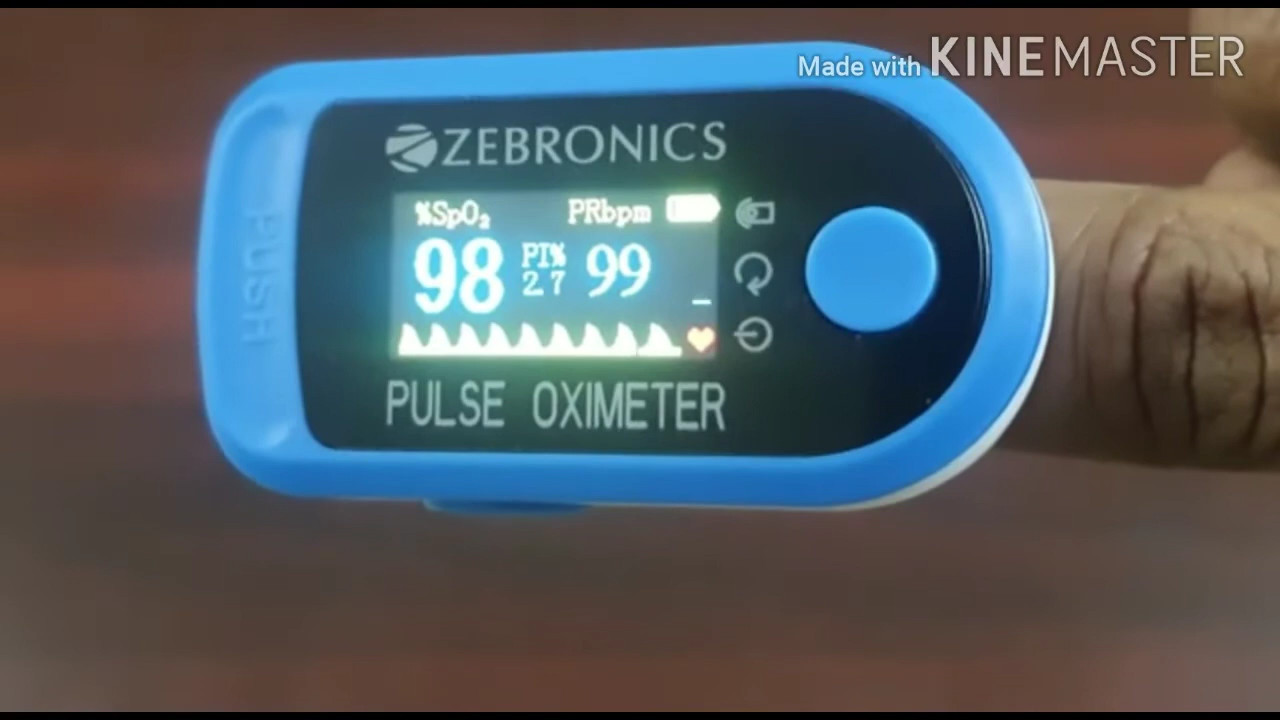 Made with KINEMASTER
ZEBRONICS
%SpO₂ PRbpm
98 PI% 99
2 7
PULSE OXIMETER
PUSH